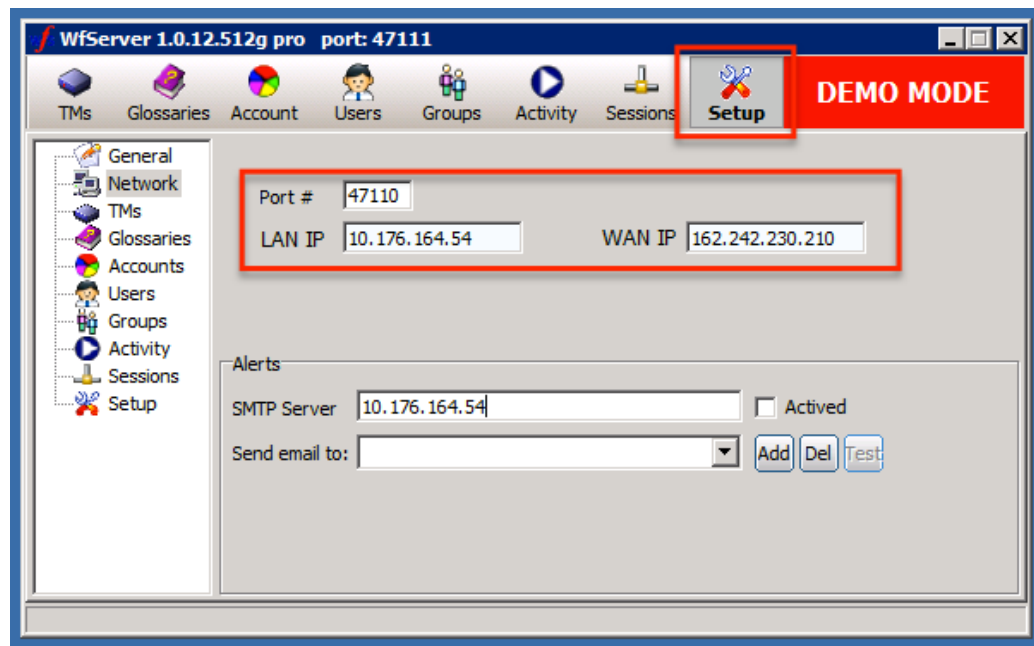 WfServer 1.0.12.512g pro port: 47111
TMs Glossaries Account Users Groups Activity Sessions Setup DEMO MODE
General
Network
TMs
Glossaries
Accounts
Users
Groups
Activity
Sessions
Setup
Port # 47110
LAN IP 10.176.164.54 WAN IP 162.242.230.210
Alerts
SMTP Server 10.176.164.54 Actived
Send email to: Add Del Test